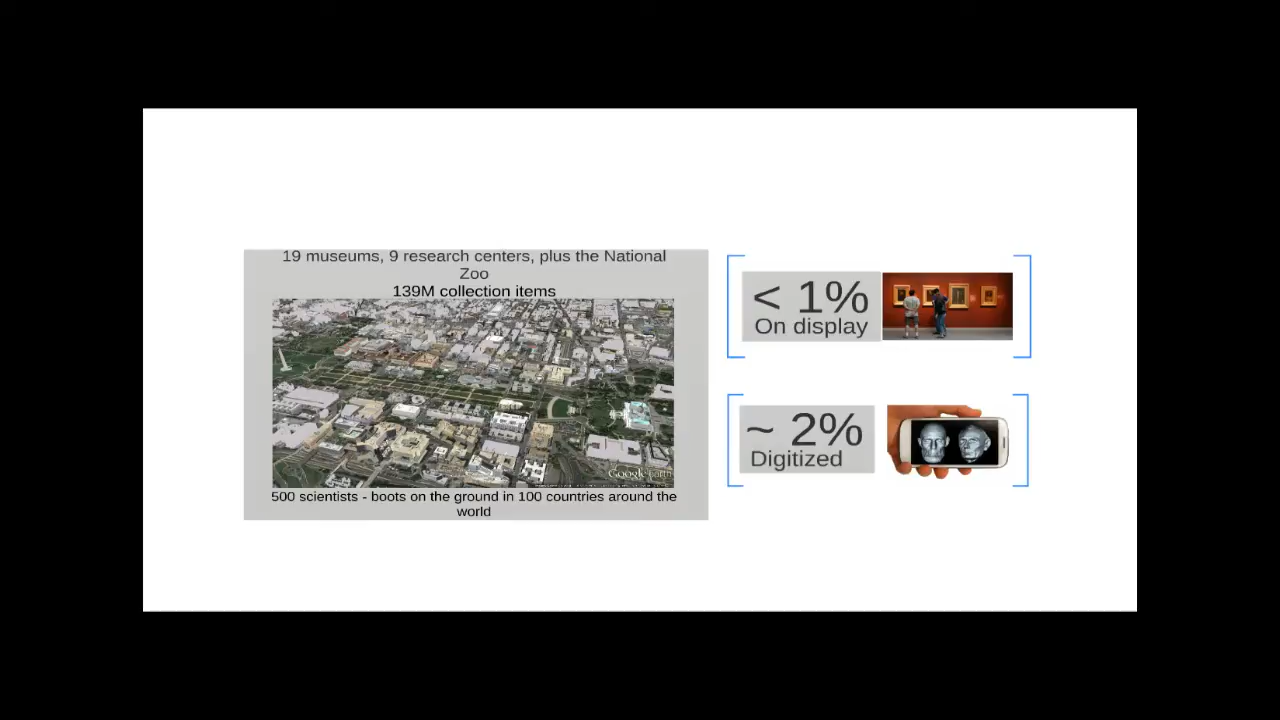 19 museums, 9 research centers, plus the National
Zoo
139M collection items
Google earth
500 scientists - boots on the ground in 100 countries around the
world
< 1%
On display
~ 2%
Digitized